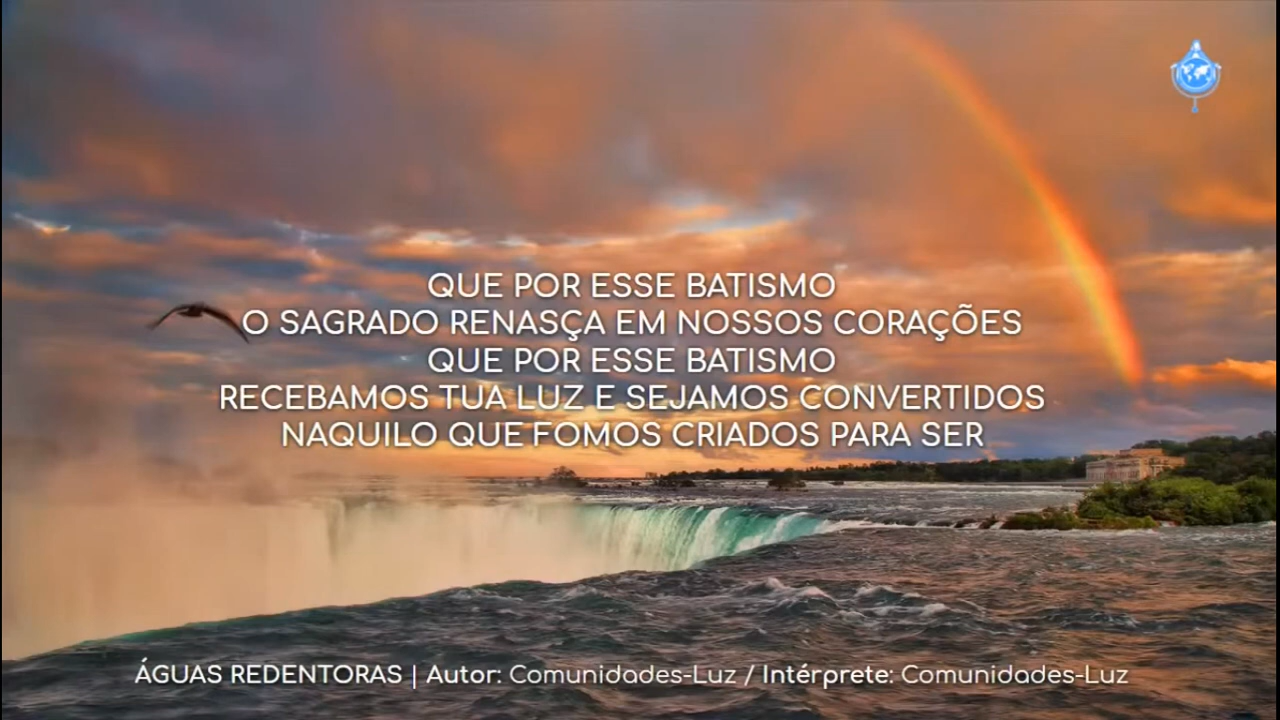 QUE POR ESSE BATISMO
O SAGRADO RENASÇA EM NOSSOS CORAÇÕES
QUE POR ESSE BATISMO
RECEBAMOS TUA LUZ E SEJAMOS CONVERTIDOS
NAQUILO QUE FOMOS CRIADOS PARA SER
ÁGUAS REDENTORAS | Autor: Comunidades-Luz / Intérprete: Comunidades-Luz